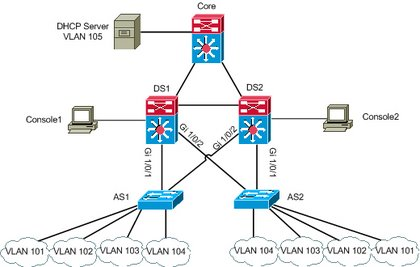 Core
DHCP Server
VLAN 105
DS1
DS2
Console1
Console2
Gi 1/0/2
Gi 1/0/2
Gi 1/0/1
Gi 1/0/1
AS1
AS2
VLAN 101
VLAN 102
VLAN 103
VLAN 104
VLAN 104
VLAN 103
VLAN 102
VLAN 101